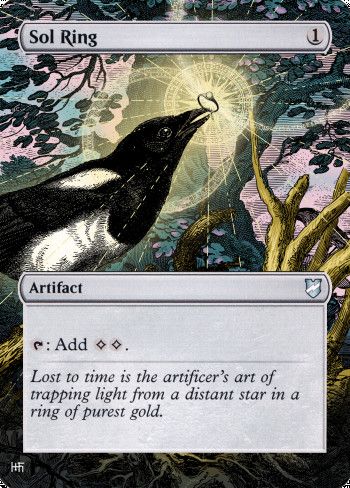 Sol Ring 1
Artifact
: Add .
Lost to time is the artificer's art of
trapping light from a distant star in a
ring of purest gold.